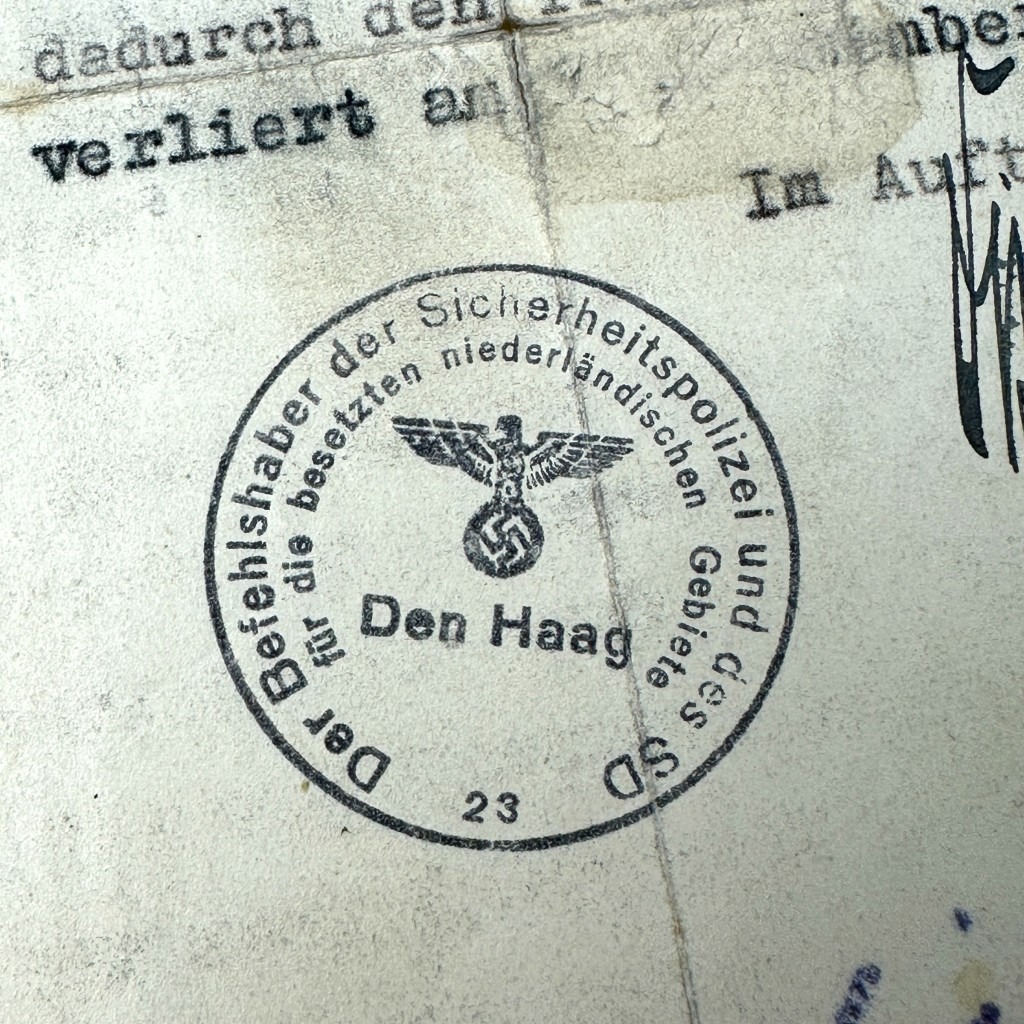 dadurch den
verliert am
Im Auft
Der Befehlshaber der Sicherheitspolizei und des SD
für die besetzten niederländischen Gebiete
Den Haag
23